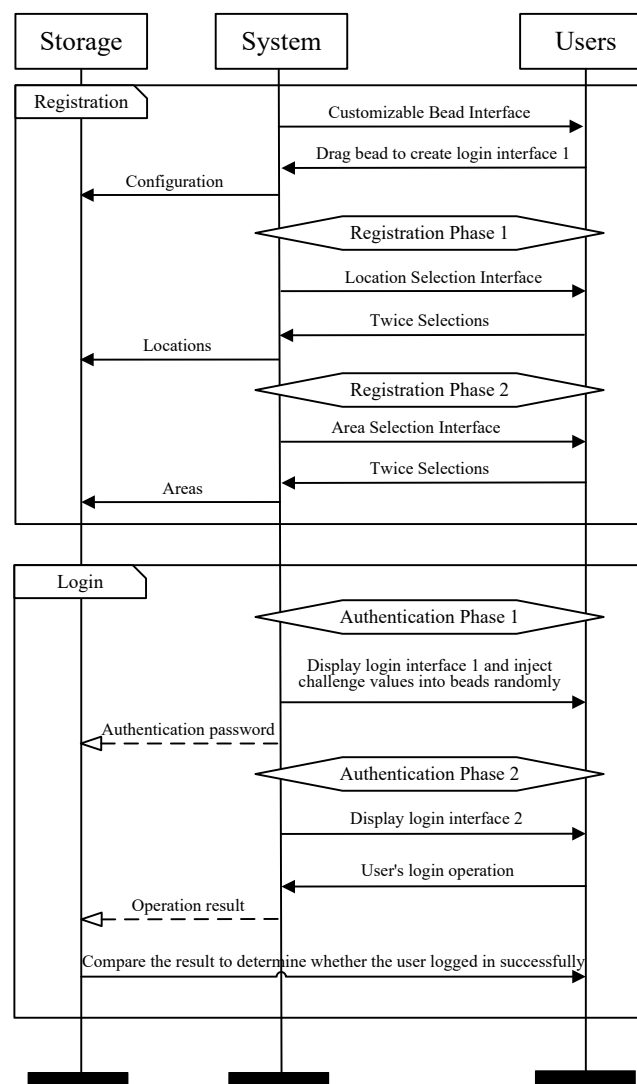 Storage
System
Users
Registration
Customizable Bead Interface
Drag bead to create login interface 1
Configuration
Registration Phase 1
Location Selection Interface
Twice Selections
Locations
Registration Phase 2
Area Selection Interface
Twice Selections
Areas
Login
Authentication Phase 1
Display login interface 1 and inject
challenge values into beads randomly
Authentication password
Authentication Phase 2
Display login interface 2
User's login operation
Operation result
Compare the result to determine whether the user logged in successfully